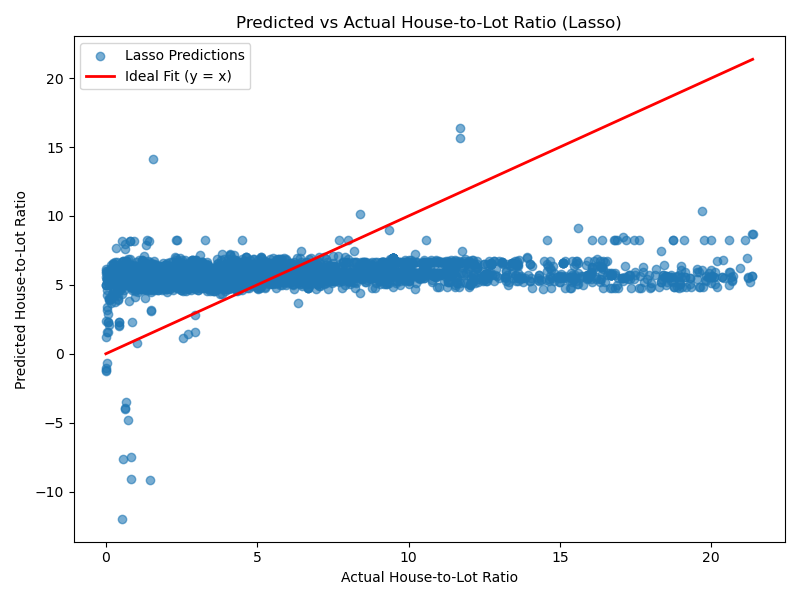 Predicted vs Actual House-to-Lot Ratio (Lasso)
Lasso Predictions
Ideal Fit (y = x)
Predicted House-to-Lot Ratio
20
15
10
5
0
−5
−10
0 5 10 15 20
Actual House-to-Lot Ratio